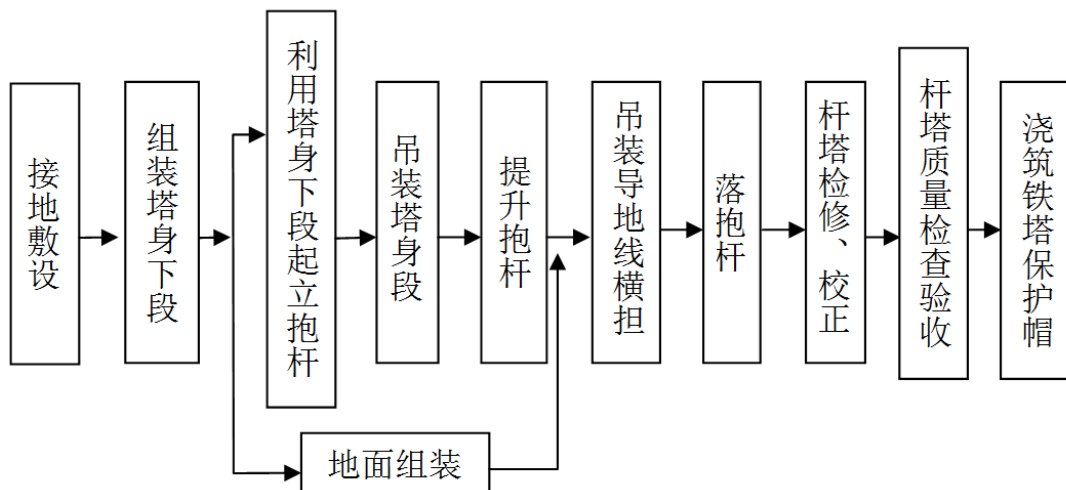 接地敷设
组装塔身下段
利用塔身下段起立抱杆
吊装塔身段
提升抱杆
吊装导地线横担
落抱杆
杆塔检修、校正
杆塔质量检查验收
浇筑铁塔保护帽
地面组装